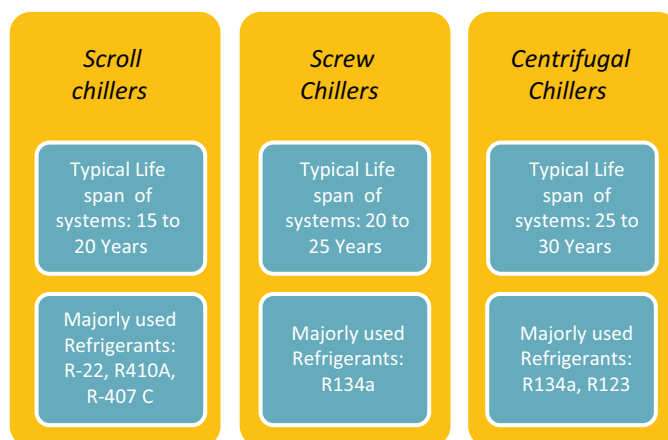 Scroll
chillers
Typical Life
span of
systems: 15 to
20 Years
Majorly used
Refrigerants:
R-22, R410A,
R-407 C
Screw
Chillers
Typical Life
span of
systems: 20 to
25 Years
Majorly used
Refrigerants:
R134a
Centrifugal
Chillers
Typical Life
span of
systems: 25 to
30 Years
Majorly used
Refrigerants:
R134a, R123